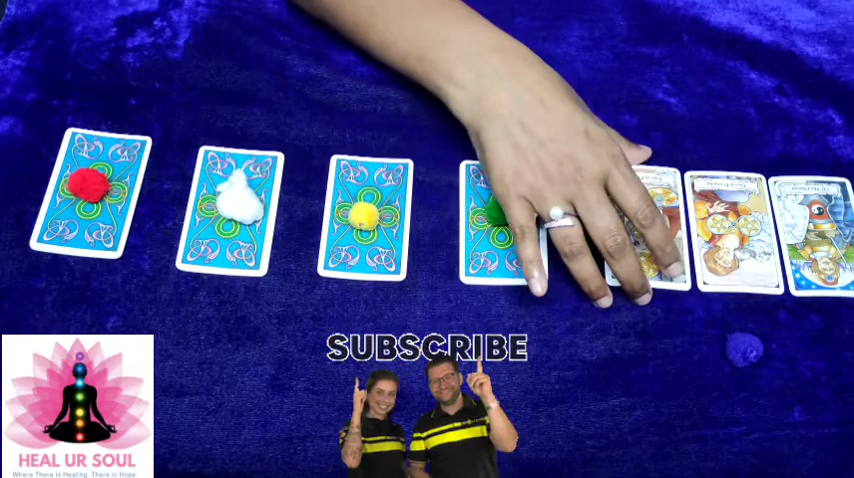 SUBSCRIBE
HEAL UR SOUL
Where There is Healing, There is Hope